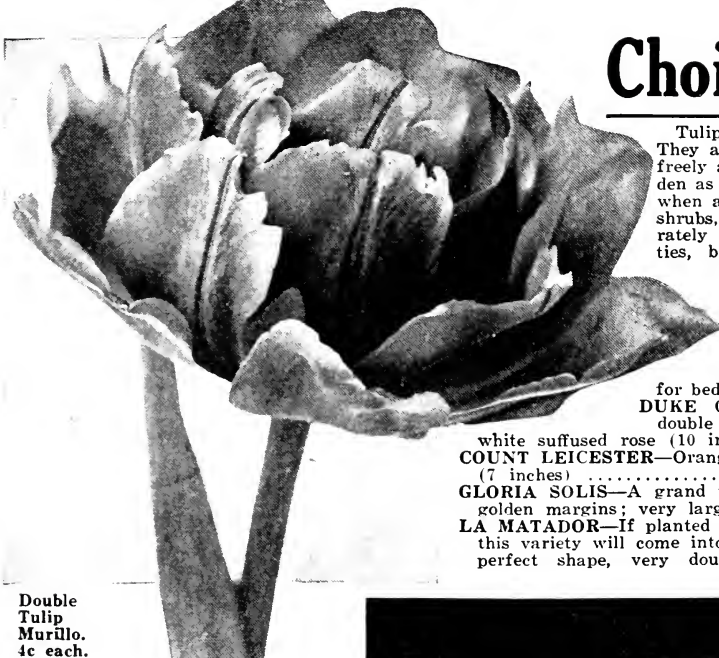 Choi
Tulip
They a
freely a
den as
when a
shrubs,
rately
ties, b
for bed
DUKE
double
white suffused rose (10 in
COUNT LEICESTER—Orang
(7 inches) ..................
GLORIA SOLIS—A grand
golden margins; very larg
LA MATADOR—If planted
this variety will come into
perfect shape, very dou
Double
Tulip
Murillo.
4c each.